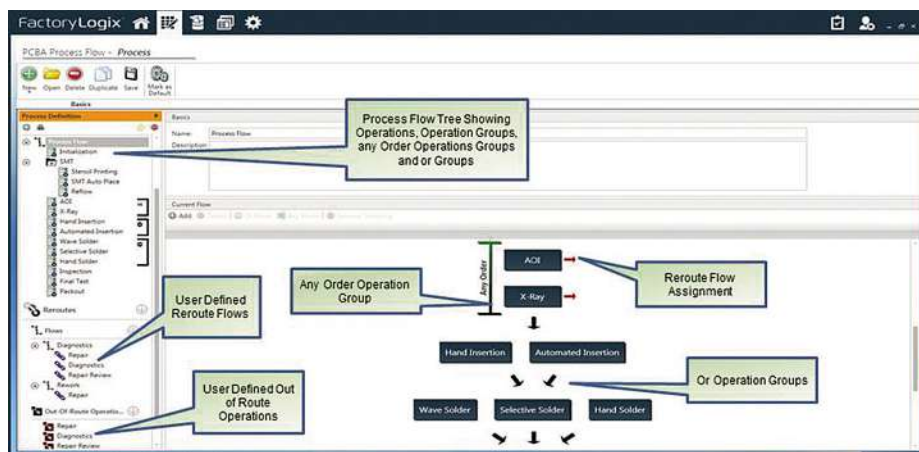 FactoryLogix
PCBA Process Flow - Process
New Open Delete Duplicate Save Mark as Default
Basics
Process Definition
Process Flow
Initialization
SMT
Stencil Printing
SMT Auto Place
Reflow
AOI
X-Ray
Hand Insertion
Automated Insertion
Wave Solder
Selective Solder
Hand Solder
Inspection
Final Test
Packout
Reroutes
Flows
Diagnostics
Repair
Diagnostics
Repair Review
Rework
Repair
Out-Of-Route Operatio...
Repair
Diagnostics
Repair Review
Basics
Name: Process Flow
Description
Current Flow
Add
Process Flow Tree Showing
Operations, Operation Groups,
any Order Operations Groups
and or Groups
User Defined
Reroute Flows
User Defined Out
of Route
Operations
Any Order Operation
Group
Any Order
AOI
X-Ray
Reroute Flow
Assignment
Hand Insertion
Automated Insertion
Or Operation Groups
Wave Solder
Selective Solder
Hand Solder